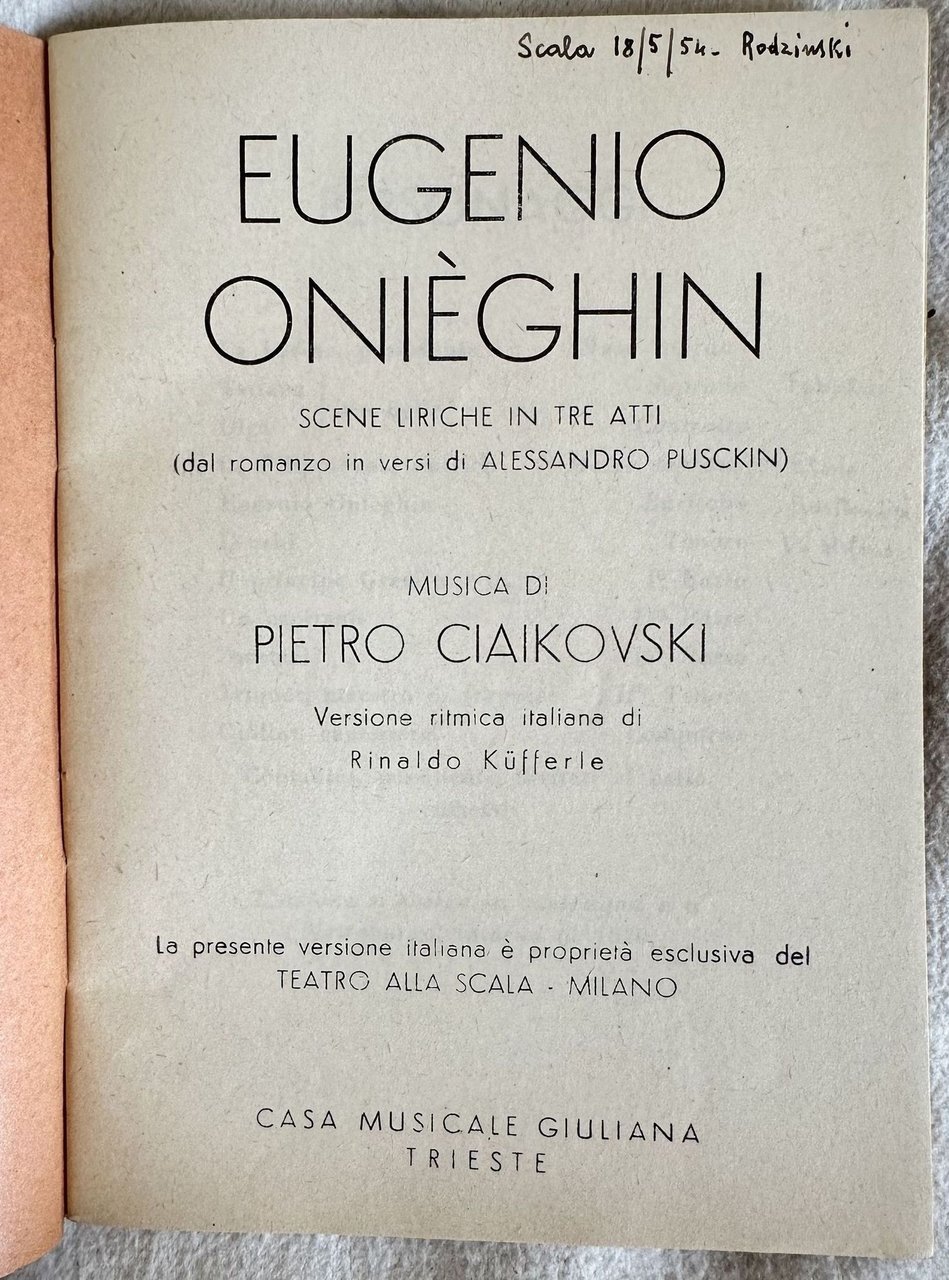 Scala 18/5/54- Rodzinski
EUGENIO
ONIÈGHIN
SCENE LIRICHE IN TRE ATTI
(dal romanzo in versi di ALESSANDRO PUSCKIN)
MUSICA DI
PIETRO CIAIKOVSKI
Versione ritmica italiana di
Rinaldo Küfferle
La presente versione italiana è proprietà esclusiva del
TEATRO ALLA SCALA - MILANO
CASA MUSICALE GIULIANA
TRIESTE